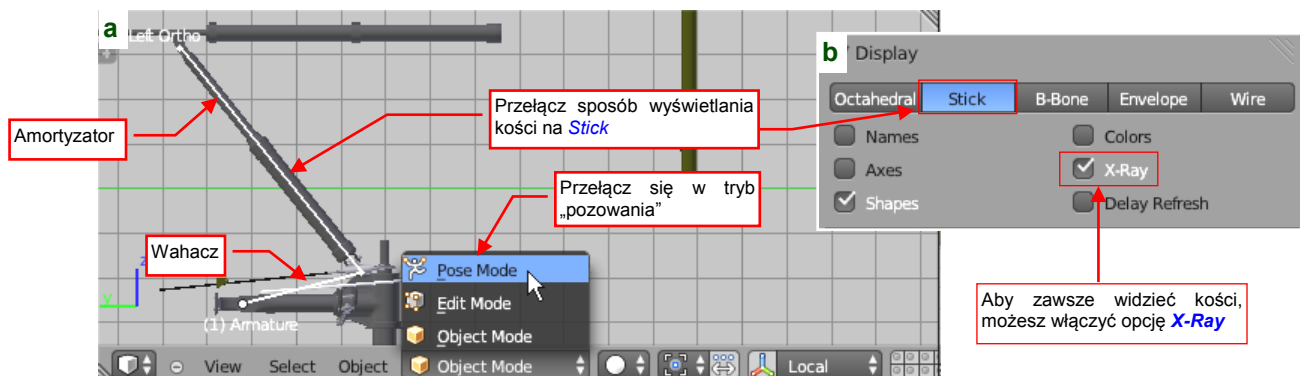 a
Left Ortho
Amortyzator
Przełącz sposób wyświetlania
kości na Stick
Przełącz się w tryb
„pozowania”
Wahacz
z
y
(1) Armature
Pose Mode
Edit Mode
Object Mode
View Select Object Object Mode Local
b
Display
Octahedral Stick B-Bone Envelope Wire
Names Colors
Axes X-Ray
Shapes Delay Refresh
Aby zawsze widzieć kości,
możesz włączyć opcję X-Ray